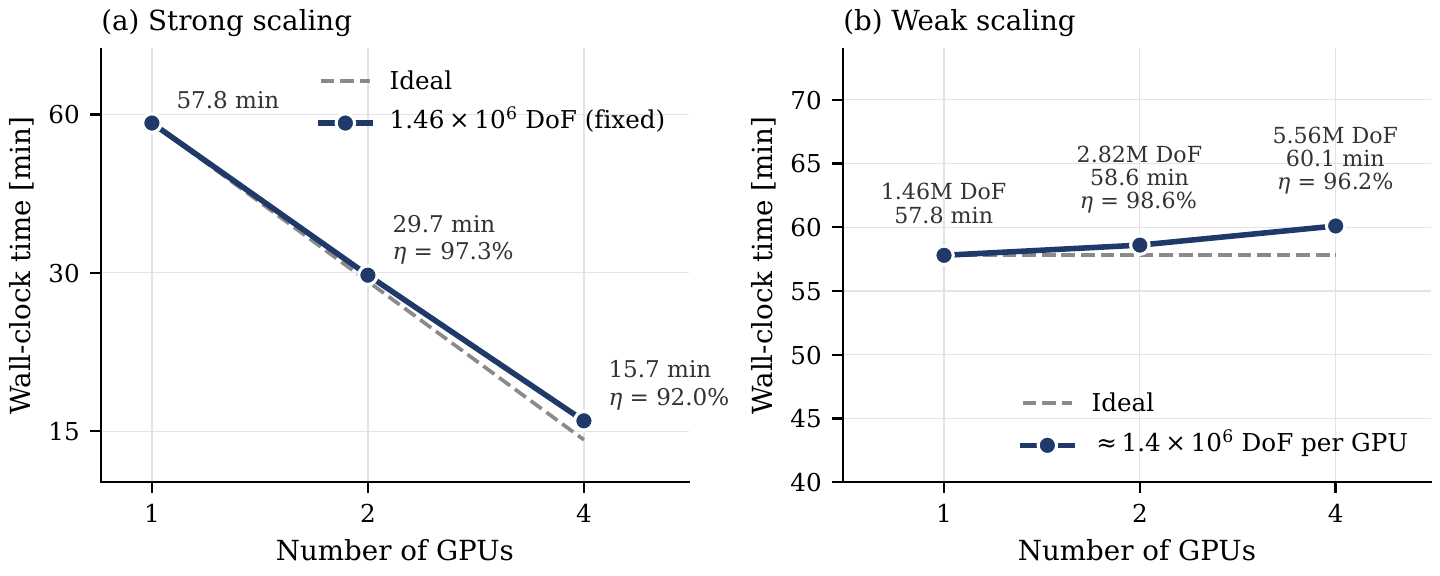 (a) Strong scaling
Wall-clock time [min]
60
30
15
57.8 min
Ideal
1.46 × 10⁶ DoF (fixed)
29.7 min
η = 97.3%
15.7 min
η = 92.0%
1
2
4
Number of GPUs
(b) Weak scaling
Wall-clock time [min]
70
65
60
55
50
45
40
1.46M DoF
57.8 min
2.82M DoF
58.6 min
η = 98.6%
5.56M DoF
60.1 min
η = 96.2%
Ideal
≈ 1.4 × 10⁶ DoF per GPU
1
2
4
Number of GPUs